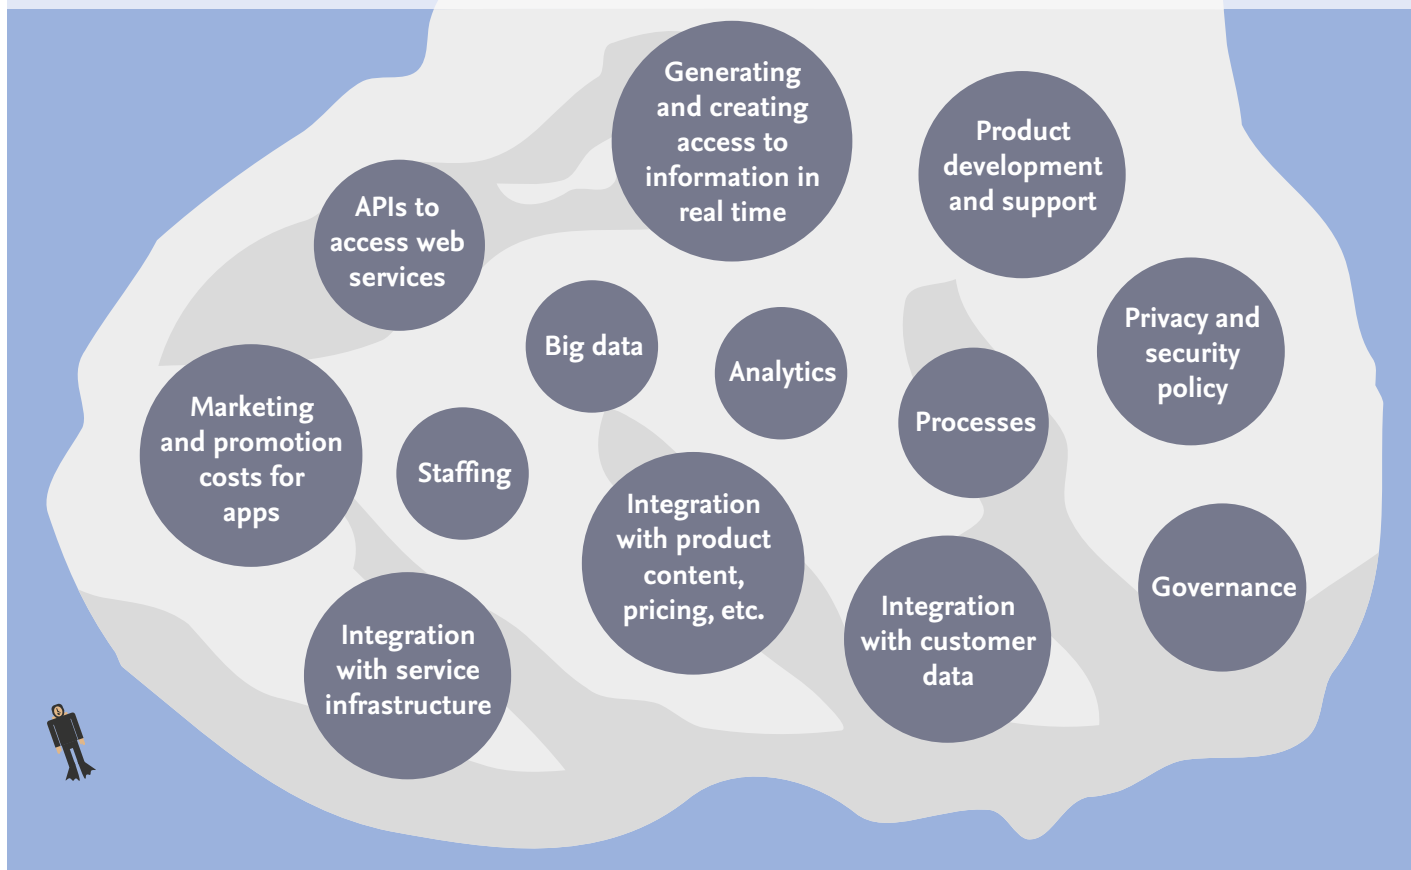 Generating
and creating
access to
information in
real time
Product
development
and support
APIs to
access web
services
Big data
Analytics
Privacy and
security
policy
Marketing
and promotion
costs for
apps
Staffing
Processes
Integration
with product
content,
pricing, etc.
Integration
with customer
data
Governance
Integration
with service
infrastructure